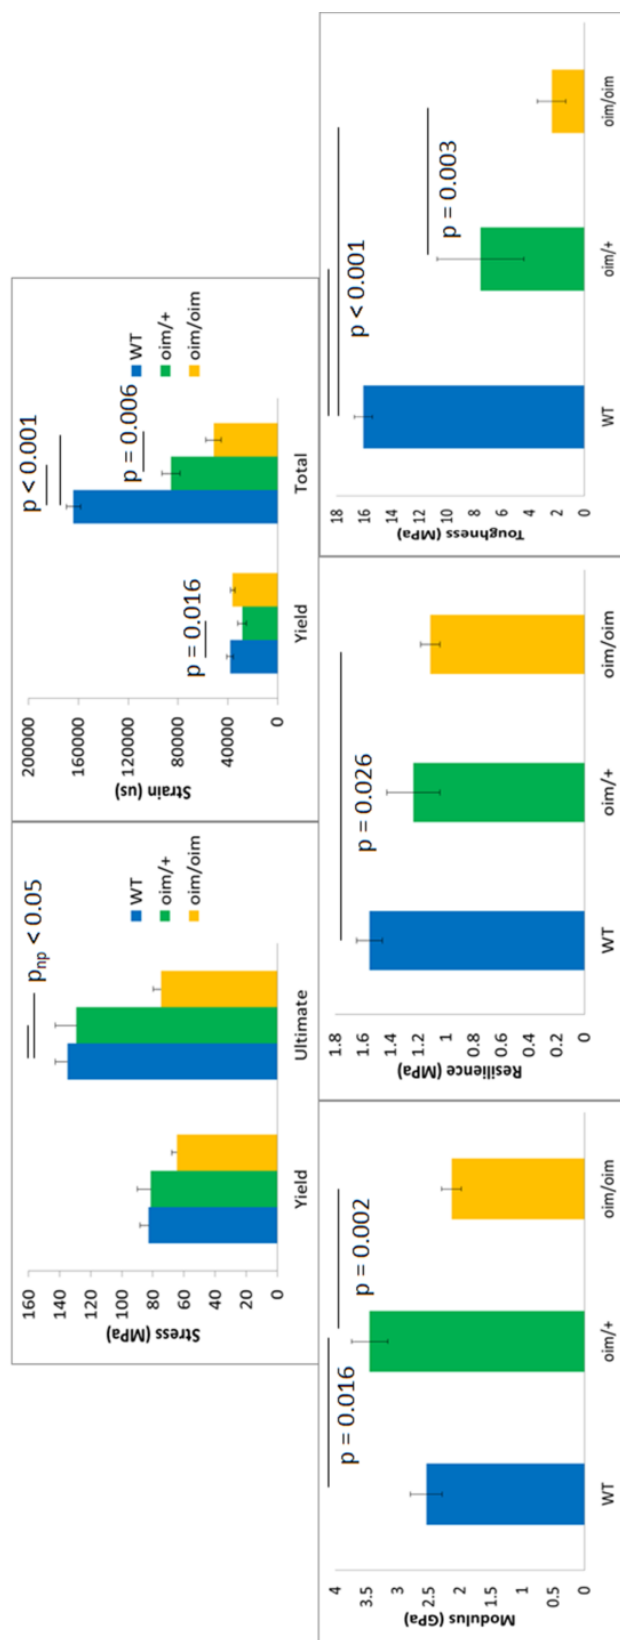 160
140
120
100
80
60
40
20
0
Stress (MPa)
Yield
Ultimate
pnp < 0.05
WT
oim/+
oim/oim
200000
160000
120000
80000
40000
0
Strain (us)
Yield
Total
p = 0.016
p < 0.001
p = 0.006
WT
oim/+
oim/oim
4
3.5
3
2.5
2
1.5
1
0.5
0
Modulus (GPa)
WT
oim/+
oim/oim
p = 0.016
p = 0.002
1.8
1.6
1.4
1.2
1
0.8
0.6
0.4
0.2
0
Resilience (MPa)
WT
oim/+
oim/oim
p = 0.026
18
16
14
12
10
8
6
4
2
0
Toughness (MPa)
WT
oim/+
oim/oim
p < 0.001
p = 0.003